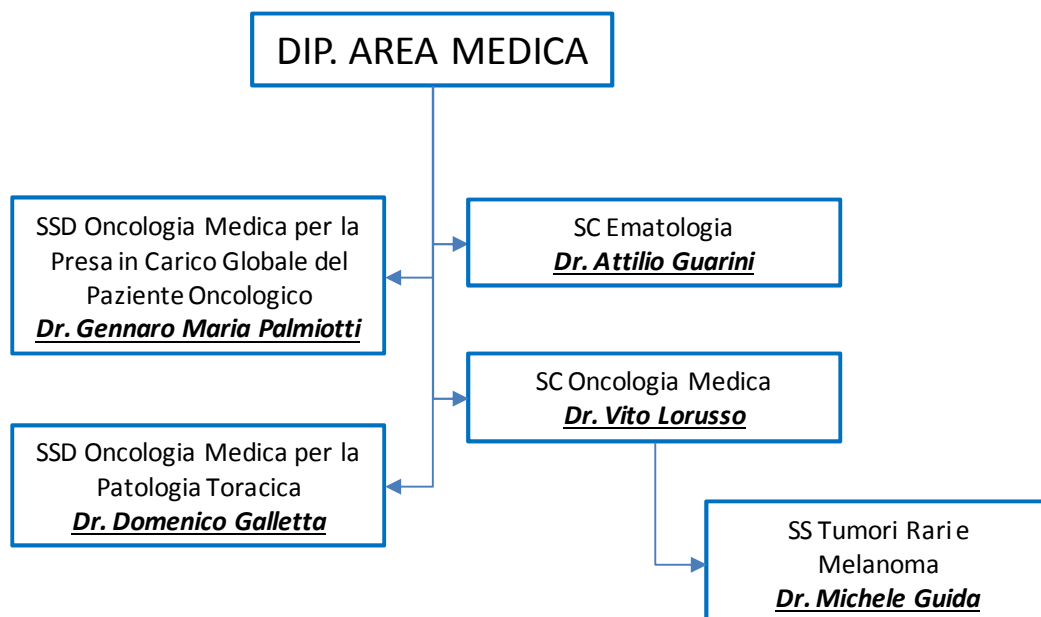 DIP. AREA MEDICA
SSD Oncologia Medica per la
Presa in Carico Globale del
Paziente Oncologico
Dr. Gennaro Maria Palmiotti
SC Ematologia
Dr. Attilio Guarini
SC Oncologia Medica
Dr. Vito Lorusso
SSD Oncologia Medica per la
Patologia Toracica
Dr. Domenico Galletta
SS Tumori Rari e
Melanoma
Dr. Michele Guida